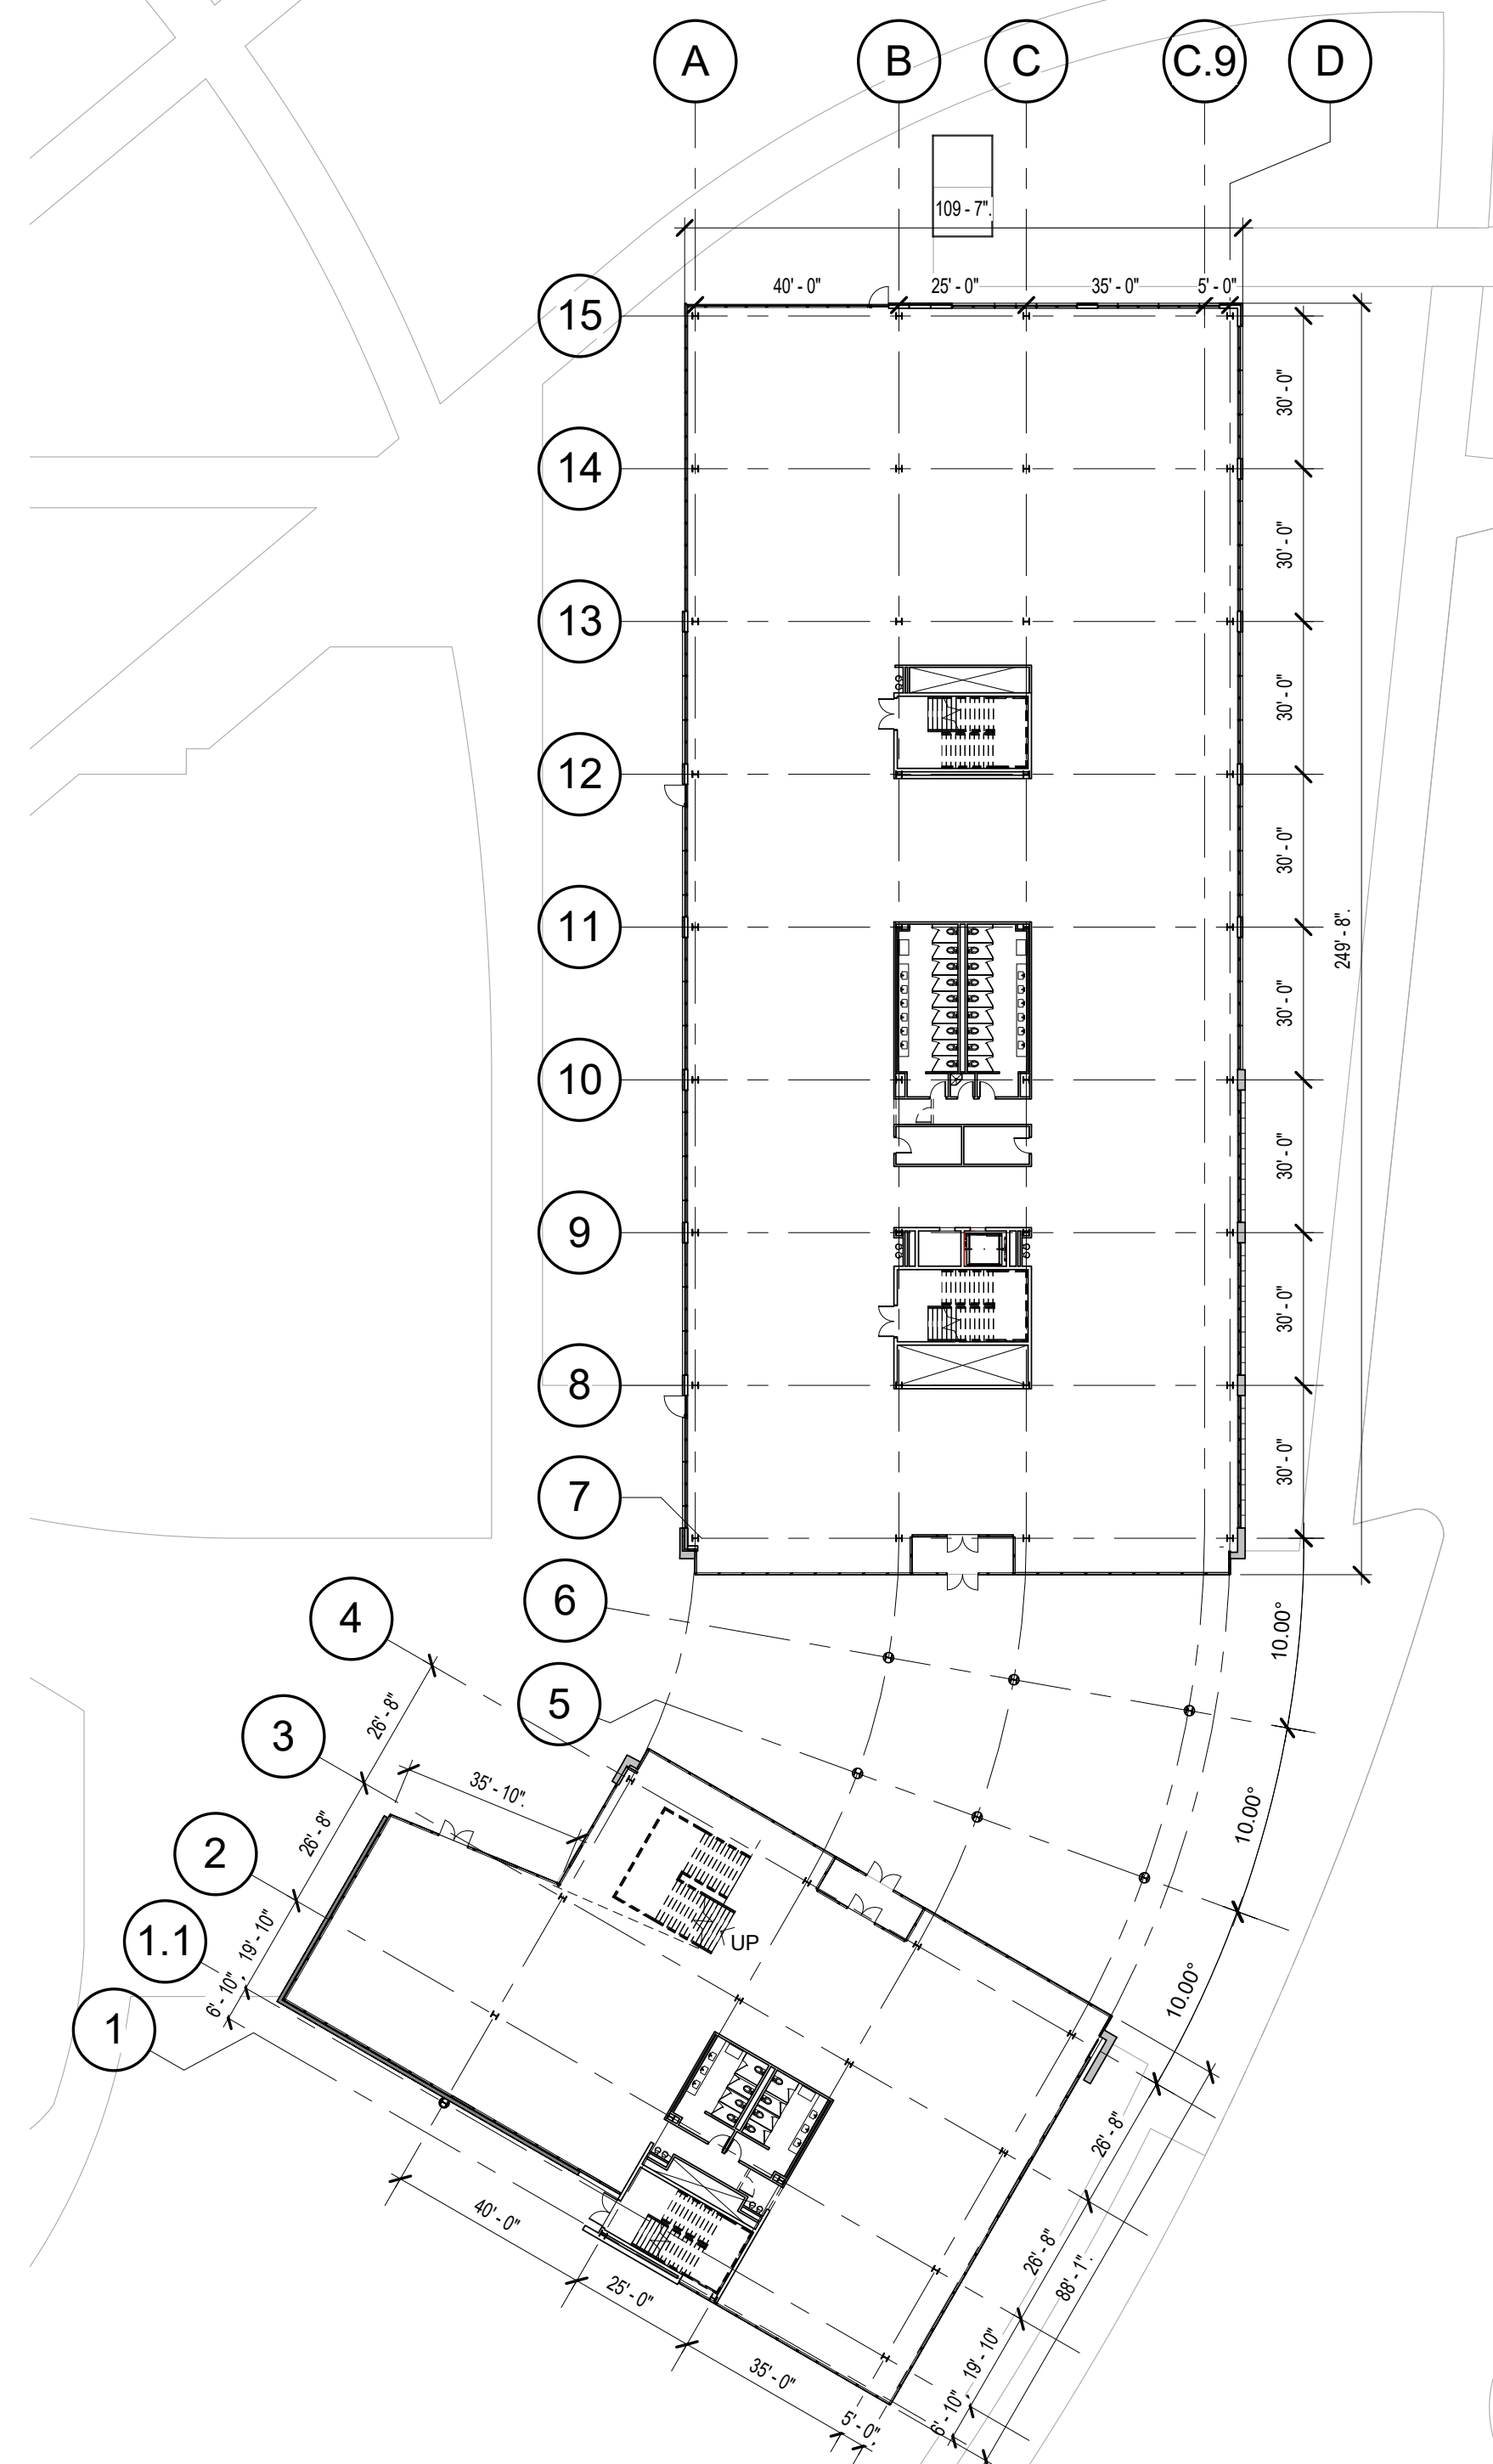 A
B
C
C.9
D
109 - 7".
40' - 0"
25' - 0"
35' - 0"
5' - 0"
15
30' - 0"
14
30' - 0"
13
30' - 0"
12
30' - 0"
11
249' - 8".
30' - 0"
10
30' - 0"
9
30' - 0"
8
30' - 0"
7
6
10.00°
4
5
26' - 8"
3
35' - 10".
10.00°
26' - 8"
2
19' - 10"
1.1
UP
6' - 10",
10.00°
1
26' - 8"
40' - 0"
26' - 8"
88' - 1".
25' - 0"
19' - 10"
35' - 0"
6' - 10",
5' - 0",